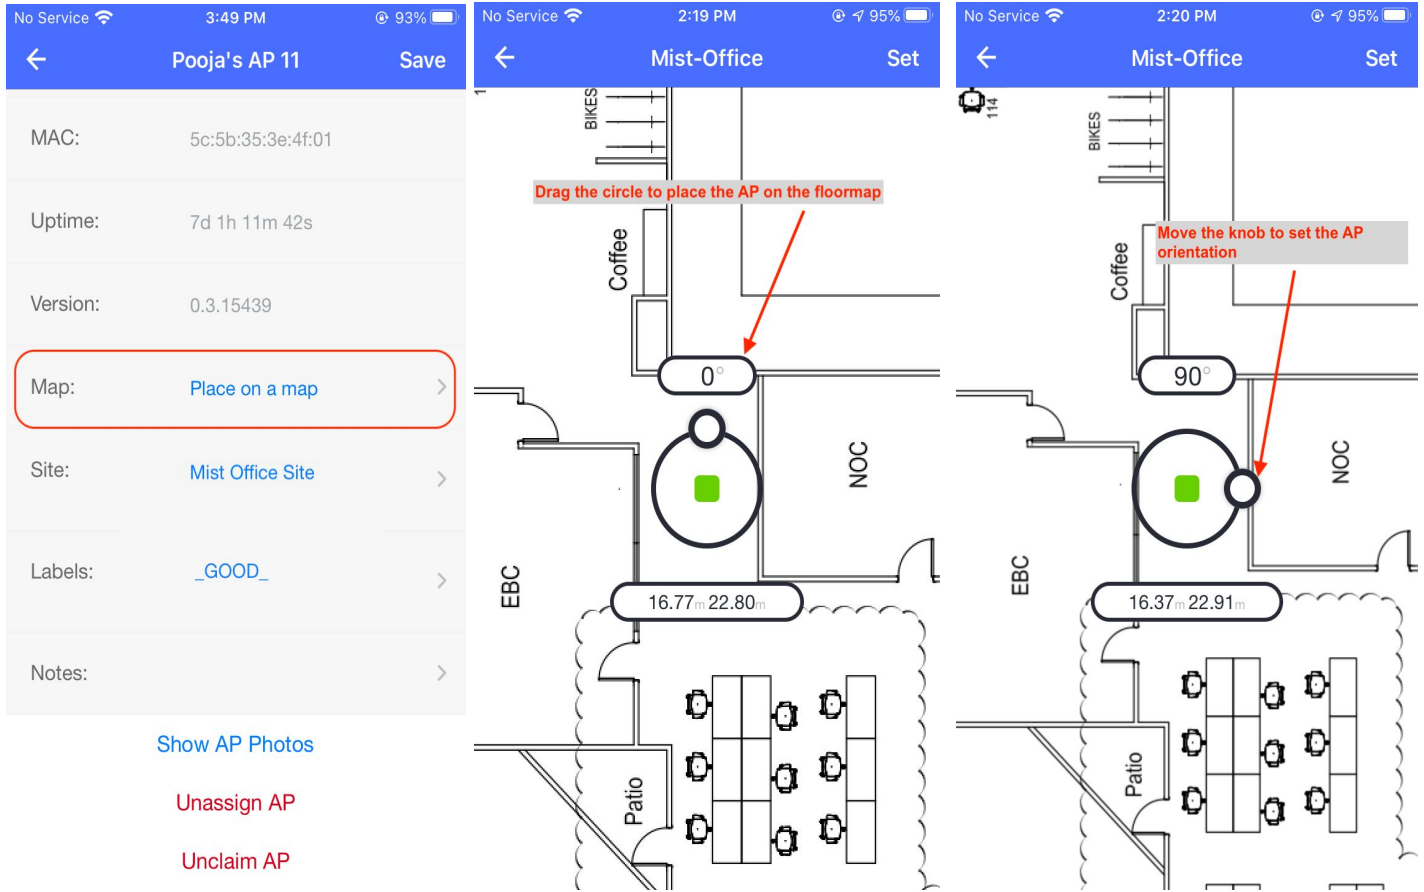 No Service 3:49 PM 93%
Pooja's AP 11 Save
MAC: 5c:5b:35:3e:4f:01
Uptime: 7d 1h 11m 42s
Version: 0.3.15439
Map: Place on a map
Site: Mist Office Site
Labels: _GOOD_
Notes:
Show AP Photos
Unassign AP
Unclaim AP
No Service 2:19 PM 95%
Mist-Office Set
BIKES
Drag the circle to place the AP on the floormap
Coffee
0°
NOC
EBC
16.77m 22.80m
Patio
No Service 2:20 PM 95%
Mist-Office Set
114
BIKES
Move the knob to set the AP
orientation
Coffee
90°
NOC
EBC
16.37m 22.91m
Patio